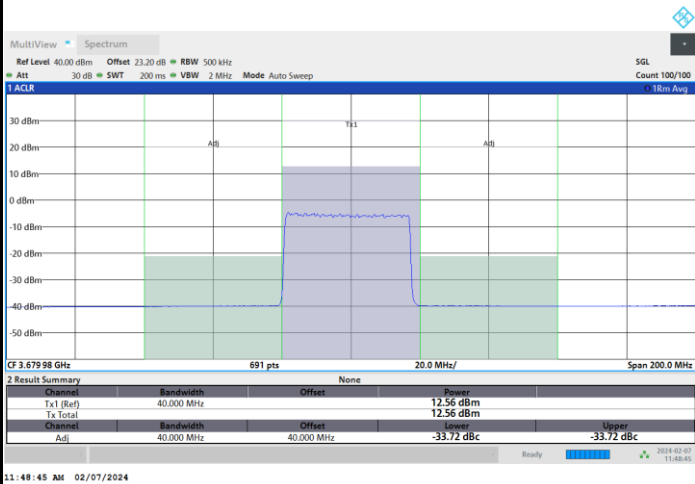 MultiView Spectrum
Ref Level 40.00 dBm Offset 23.20 dB RBW 500 kHz SGL
Att 30 dB SWT 200 ms VBW 2 MHz Mode Auto Sweep Count 100/100
1 ACLR 1Rm Avg
30 dBm
Tx1
20 dBm
Adj Adj
10 dBm
0 dBm
-10 dBm
-20 dBm
-30 dBm
-40 dBm
-50 dBm
CF 3.679 98 GHz 691 pts 20.0 MHz/ Span 200.0 MHz
2 Result Summary None
Channel Bandwidth Offset Power
Tx1 (Ref) 40.000 MHz 12.56 dBm
Tx Total 12.56 dBm
Channel Bandwidth Offset Lower Upper
Adj 40.000 MHz 40.000 MHz -33.72 dBc -33.72 dBc
Ready 2024-02-07
11:48:45
11:48:45 AM 02/07/2024